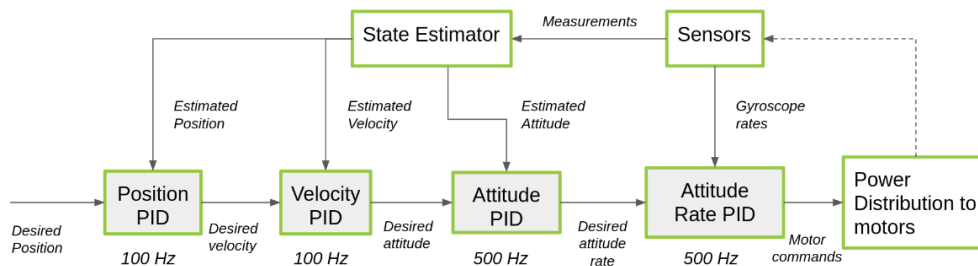 State Estimator
Measurements
Sensors
Estimated
Position
Estimated
Velocity
Estimated
Attitude
Gyroscope
rates
Position
PID
Velocity
PID
Attitude
PID
Attitude
Rate PID
Power
Distribution to
motors
Desired
Position
Desired
velocity
Desired
attitude
Desired
attitude
rate
Motor
commands
100 Hz
100 Hz
500 Hz
500 Hz